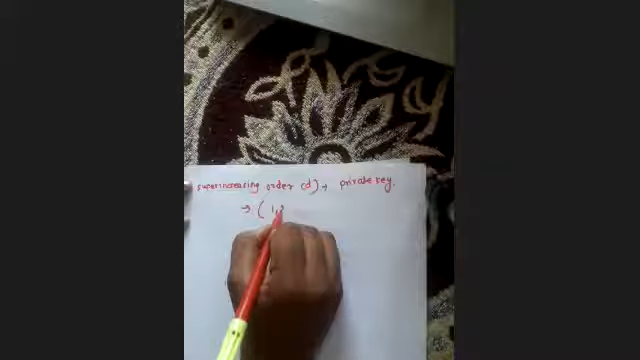 superincreasing order (d) → private key.
→ ( 1,